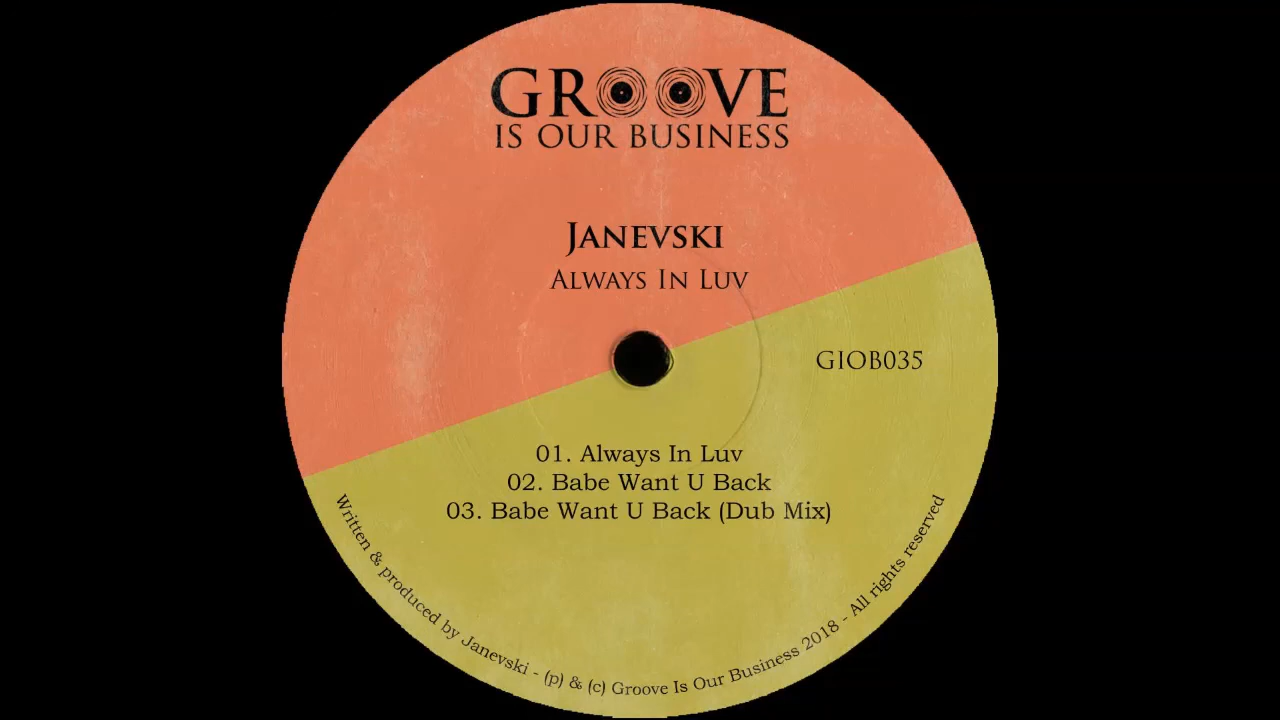 GROOVE
IS OUR BUSINESS
Janevski
Always In Luv
GIOB035
01. Always In Luv
02. Babe Want U Back
03. Babe Want U Back (Dub Mix)
Written & produced by Janevski - (p) & (c) Groove Is Our Business 2018 - All rights reserved